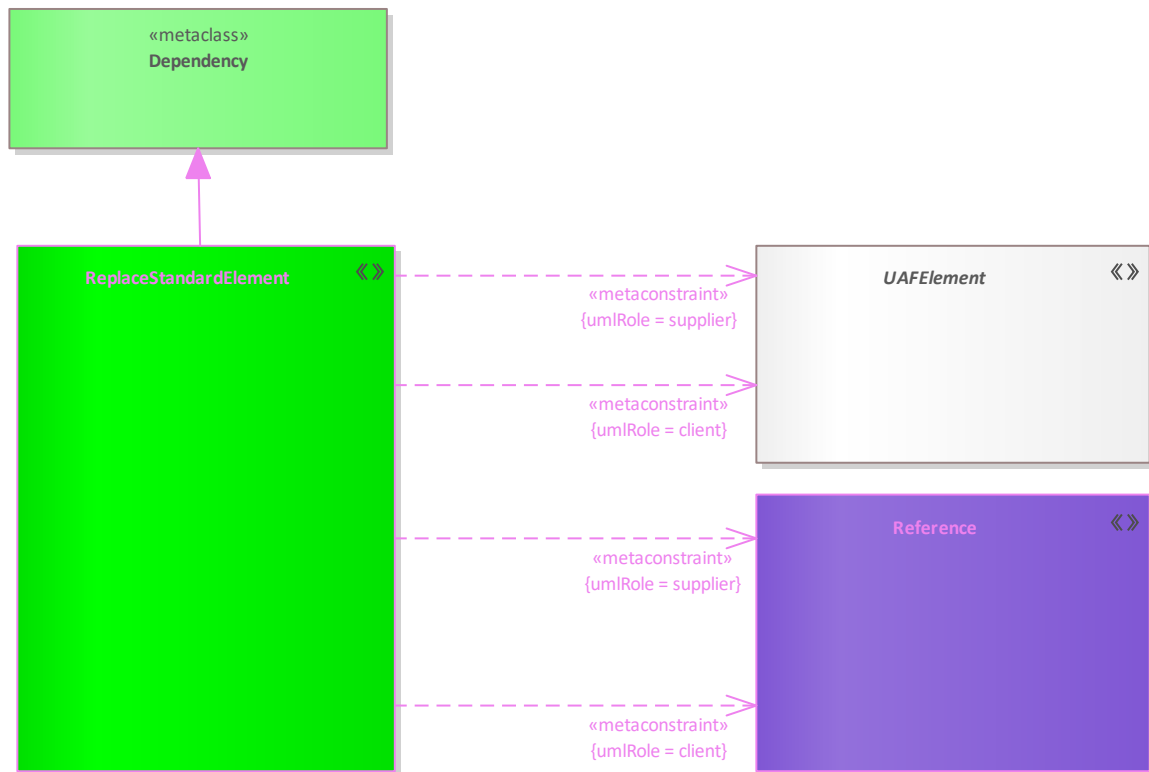 «metaclass»
Dependency
ReplaceStandardElement
«metaconstraint»
{umlRole = supplier}
UAFElement
«metaconstraint»
{umlRole = client}
Reference
«metaconstraint»
{umlRole = supplier}
«metaconstraint»
{umlRole = client}